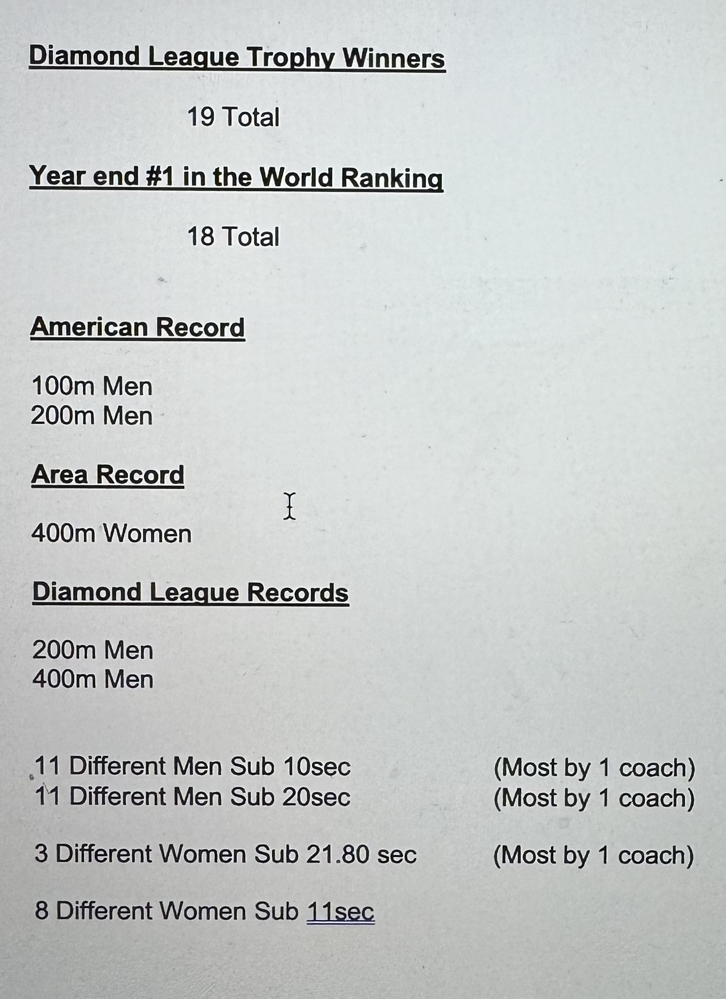 Diamond League Trophy Winners
19 Total
Year end #1 in the World Ranking
18 Total
American Record
100m Men
200m Men
Area Record
400m Women
Diamond League Records
200m Men
400m Men
11 Different Men Sub 10sec (Most by 1 coach)
11 Different Men Sub 20sec (Most by 1 coach)
3 Different Women Sub 21.80 sec (Most by 1 coach)
8 Different Women Sub 11sec